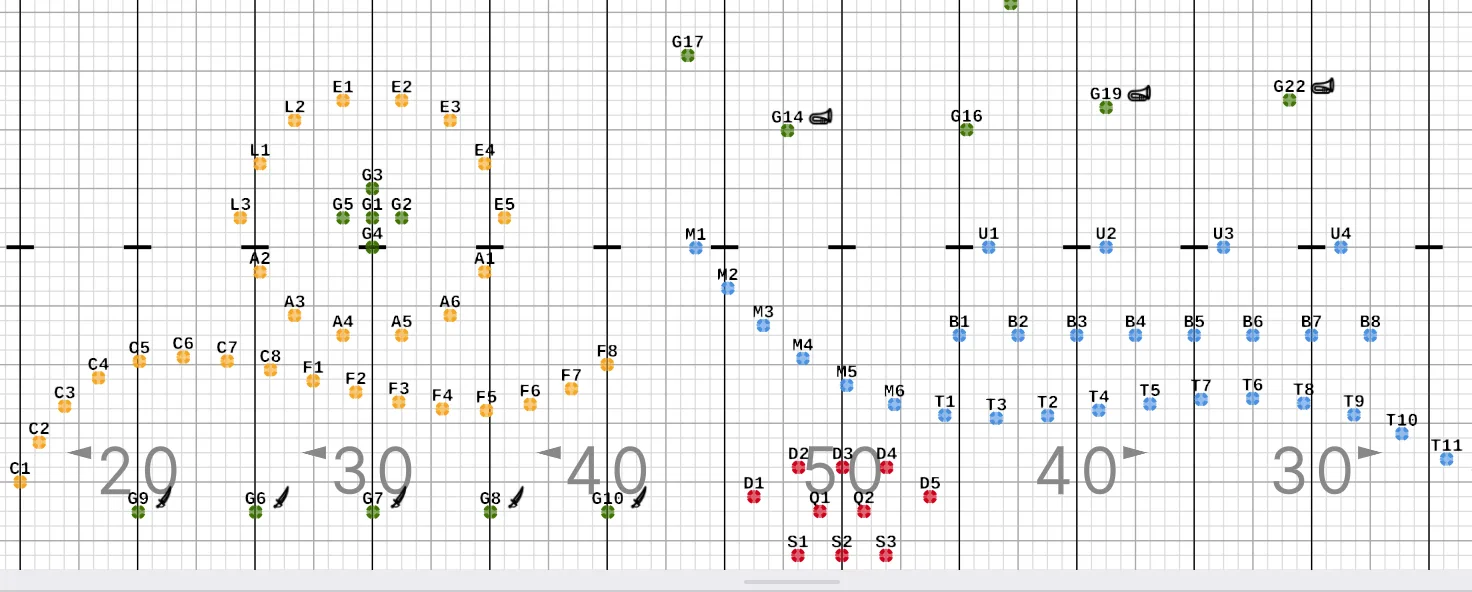 G17
E1 E2
L2 E3 G14 G16 G19 G22
L1 E4
G3
L3 G5 G1 G2 E5
G4 M1 U1 U2 U3 U4
A2 A1
M2
A3 A6
M3
A4 A5 B1 B2 B3 B4 B5 B6 B7 B8
C5 C6 C7 F8 M4
C4 C8 F1 F7 M5
C3 F2 F3 F4 F5 F6 M6 T1 T3 T2 T4 T5 T7 T6 T8 T9
C2 T10
T11
C1 D2 D3 D4
20 30 40 50 40 30
D1 D5
G9 G6 G7 G8 G10 Q1 Q2
S1 S2 S3